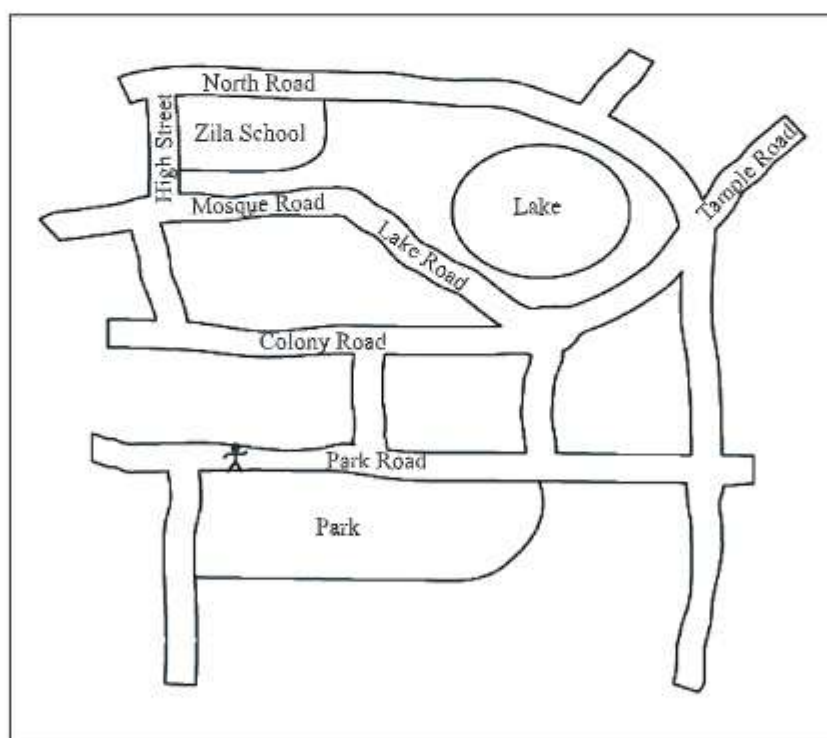 North Road
High Street
Zila School
Tample Road
Mosque Road
Lake
Lake Road
Colony Road
Park Road
Park